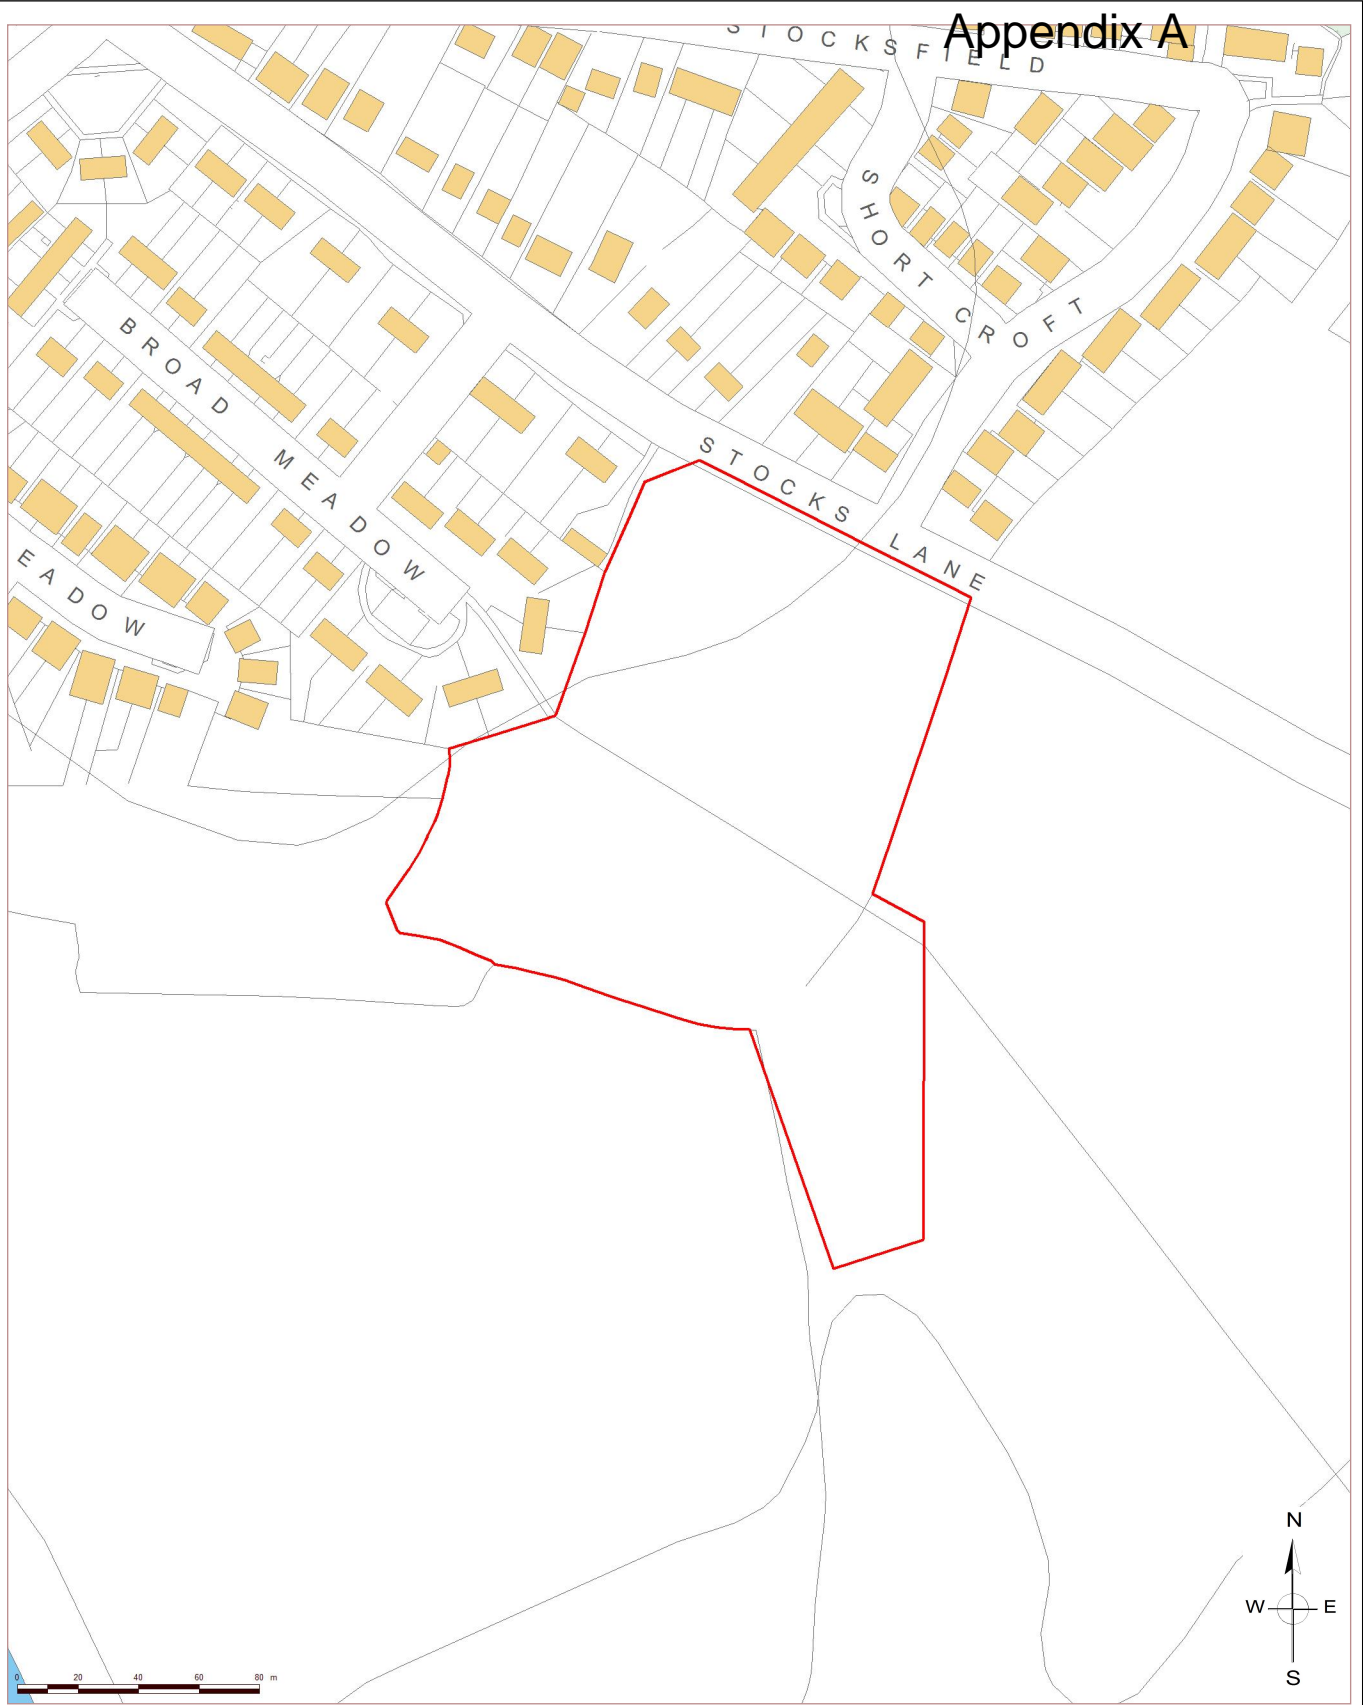 Appendix A
STOCKSFIELD
SHORT CROFT
BROAD MEADOW
STOCKS LANE
EADOW
N
W E
S
0 20 40 60 80 m